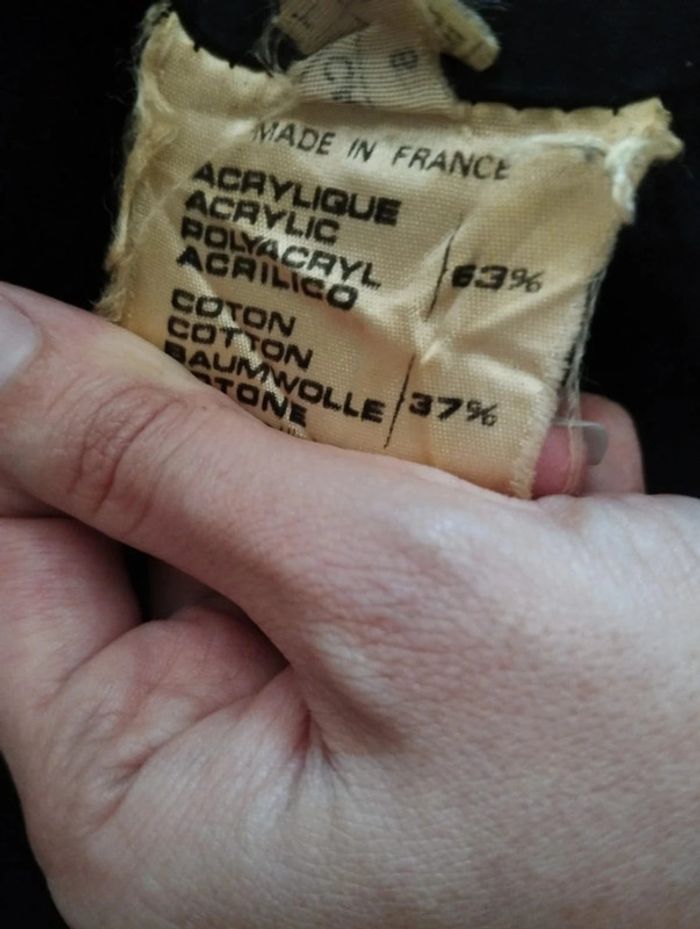 MADE IN FRANCE
ACRYLIQUE
ACRYLIC
POLYACRYL
ACRILICO
63%
COTON
COTTON
BAUMWOLLE
37%